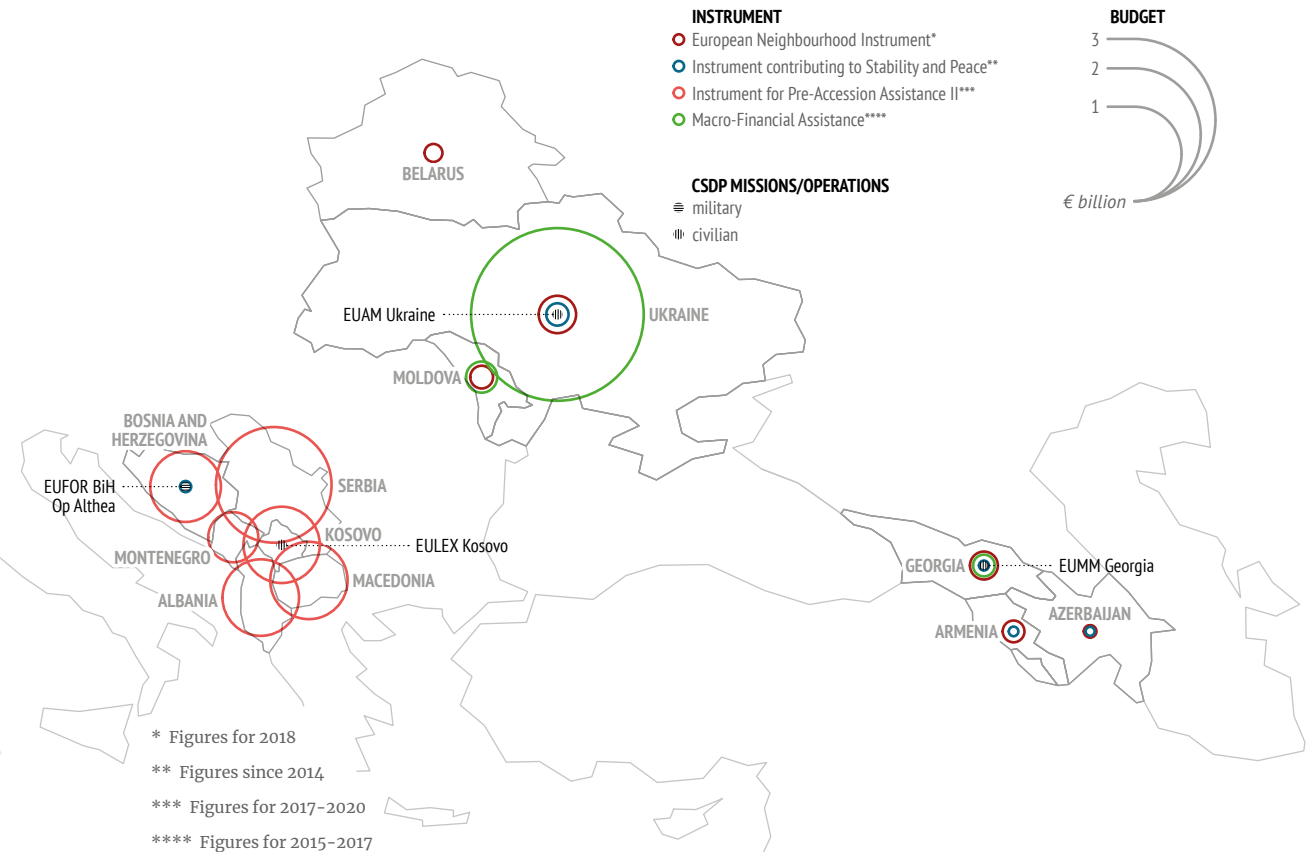 INSTRUMENT
European Neighbourhood Instrument*
Instrument contributing to Stability and Peace**
Instrument for Pre-Accession Assistance II***
Macro-Financial Assistance****
CSDP MISSIONS/OPERATIONS
military
civilian
BUDGET
3
2
1
€ billion
BELARUS
EUAM Ukraine
UKRAINE
MOLDOVA
BOSNIA AND
HERZEGOVINA
EUFOR BiH
Op Althea
SERBIA
KOSOVO
EULEX Kosovo
MONTENEGRO
MACEDONIA
ALBANIA
GEORGIA
EUMM Georgia
AZERBAIJAN
ARMENIA
* Figures for 2018
** Figures since 2014
*** Figures for 2017-2020
**** Figures for 2015-2017